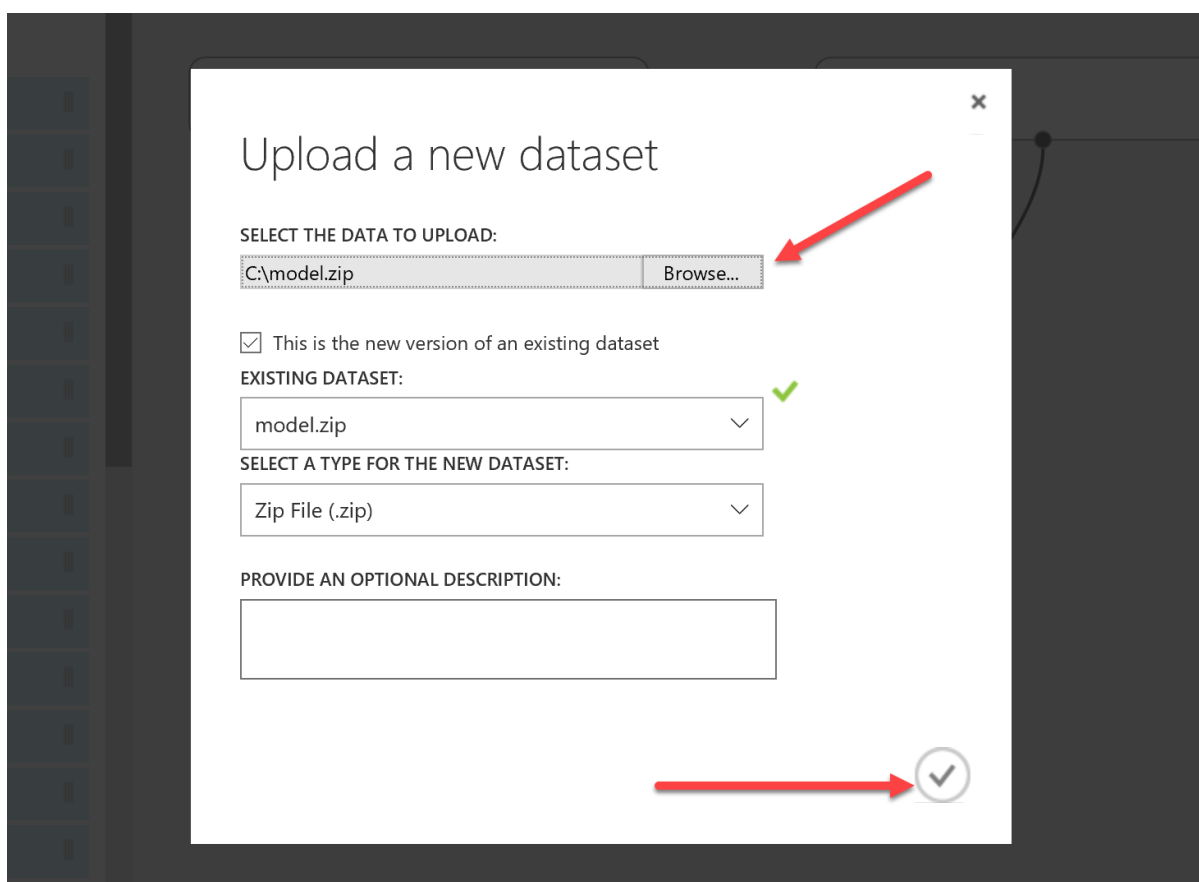 Upload a new dataset
SELECT THE DATA TO UPLOAD:
C:\model.zip Browse...
This is the new version of an existing dataset
EXISTING DATASET:
model.zip
SELECT A TYPE FOR THE NEW DATASET:
Zip File (.zip)
PROVIDE AN OPTIONAL DESCRIPTION: